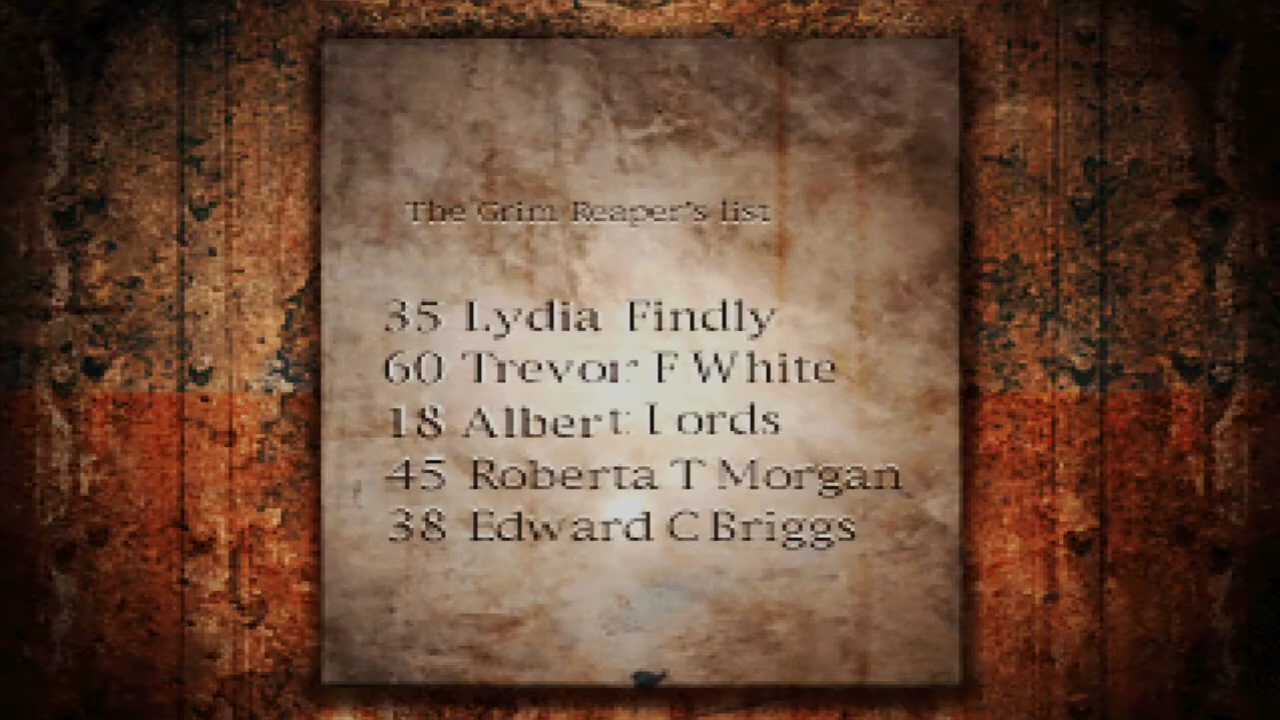 The Grim Reaper's list
35 Lydia Findly
60 Trevor F White
18 Albert Lords
45 Roberta T Morgan
38 Edward C Briggs